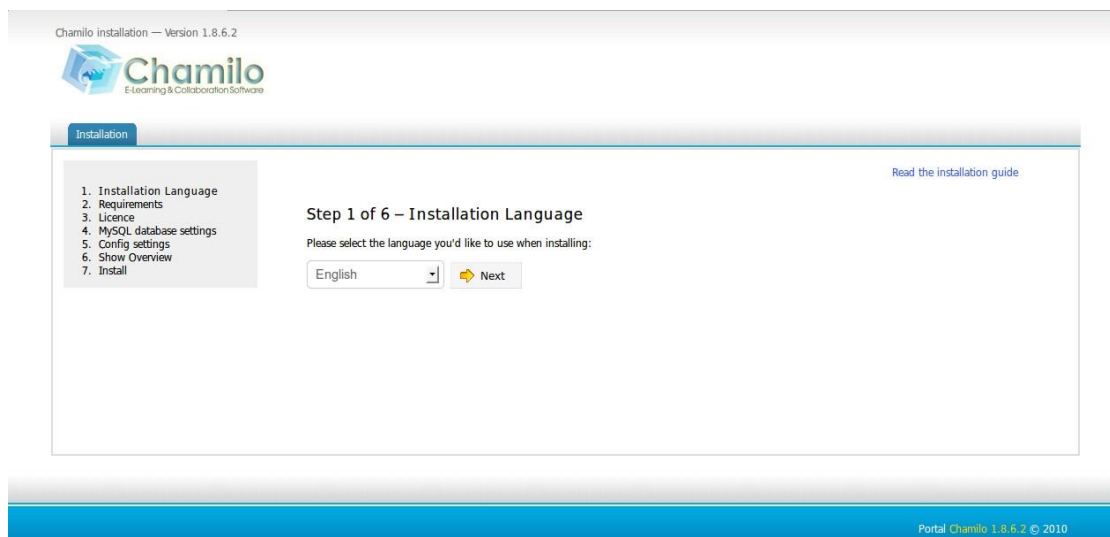 Chamilo installation — Version 1.8.6.2
Chamilo
E-Learning & Collaboration Software
Installation
Read the installation guide
1. Installation Language
2. Requirements
3. Licence
4. MySQL database settings
5. Config settings
6. Show Overview
7. Install
Step 1 of 6 – Installation Language
Please select the language you'd like to use when installing:
English
Next
Portal Chamilo 1.8.6.2 © 2010